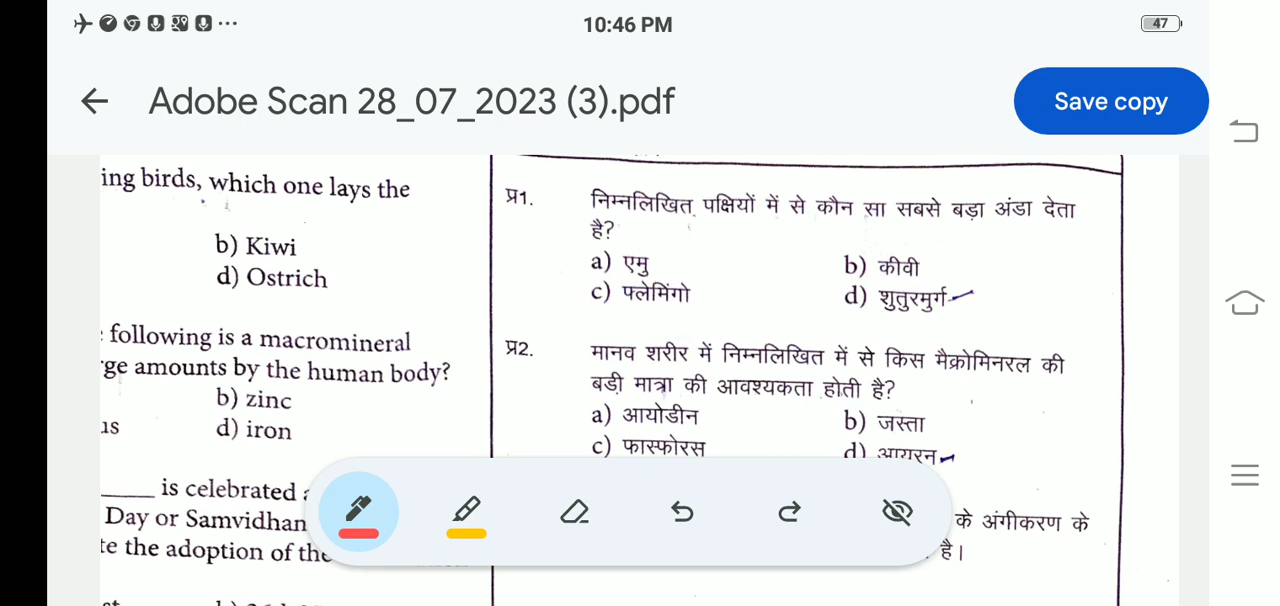 10:46 PM
47
Adobe Scan 28_07_2023 (3).pdf
Save copy
ing birds, which one lays the
b) Kiwi
d) Ostrich
following is a macromineral
ge amounts by the human body?
b) zinc
us
d) iron
____ is celebrated
Day or Samvidhan
te the adoption of the
प्र1. निम्नलिखित पक्षियों में से कौन सा सबसे बड़ा अंडा देता
है?
a) एमु b) कीवी
c) फ्लेमिंगो d) शुतुरमुर्ग
प्र2. मानव शरीर में निम्नलिखित में से किस मैक्रोमिनरल की
बडी मात्रा की आवश्यकता होती है?
a) आयोडीन b) जस्ता
c) फास्फोरस d) आयरन
के अंगीकरण के
है।